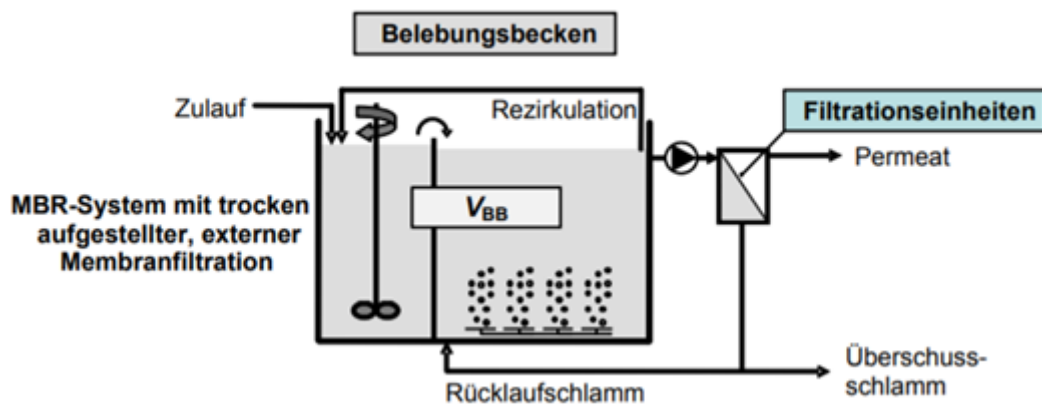 Belebungsbecken
Zulauf
Rezirkulation
Filtrationseinheiten
Permeat
MBR-System mit trocken
aufgestellter, externer
Membranfiltration
VBB
Rücklaufschlamm
Überschuss-
schlamm